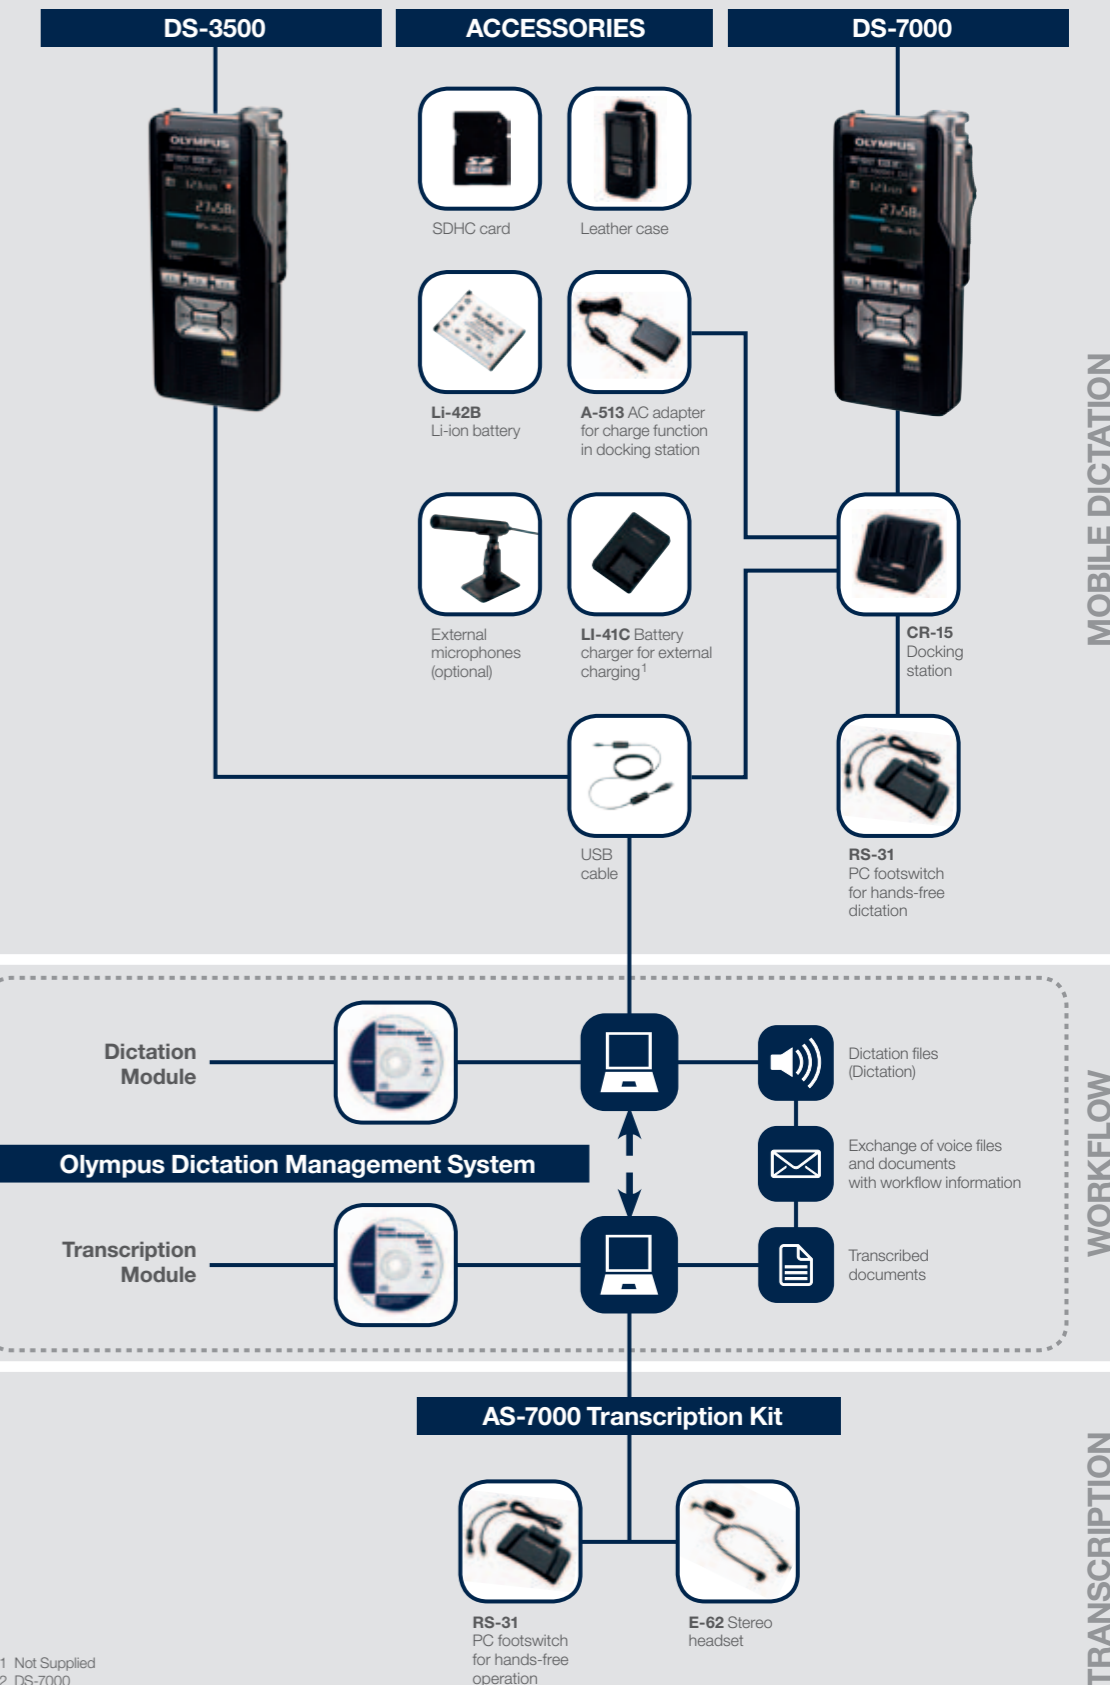 DS-3500
ACCESSORIES
DS-7000
OLYMPUS
OLYMPUS
SDHC card
Leather case
Li-42B
Li-ion battery
A-513 AC adapter
for charge function
in docking station
External
microphones
(optional)
LI-41C Battery
charger for external
charging1
CR-15
Docking
station
USB
cable
RS-31
PC footswitch
for hands-free
dictation
MOBILE DICTATION
Dictation
Module
Dictation files
(Dictation)
Olympus Dictation Management System
Exchange of voice files
and documents
with workflow information
Transcription
Module
Transcribed
documents
WORKFLOW
AS-7000 Transcription Kit
RS-31
PC footswitch
for hands-free
operation
E-62 Stereo
headset
TRANSCRIPTION
1 Not Supplied
2 DS-7000